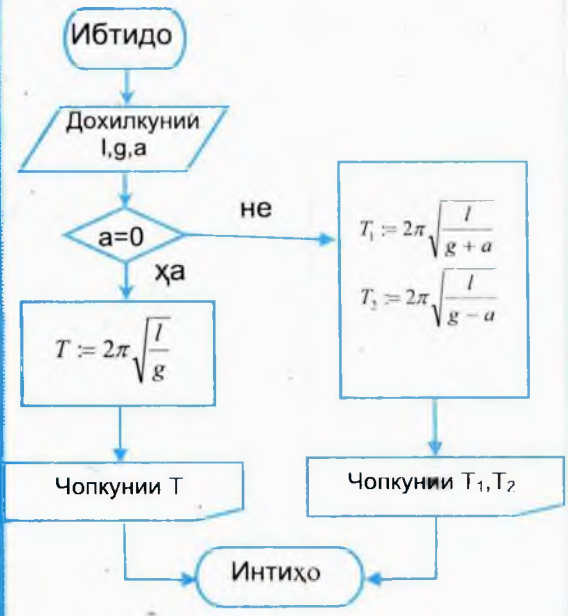 Ибтидо
Дохилкунии
l,g,a
a=0
не
ҳа
T := 2π√(l/g)
T₁ := 2π√(l/(g + a))
T₂ := 2π√(l/(g − a))
Чопкунии T
Чопкунии T₁,T₂
Интиҳо